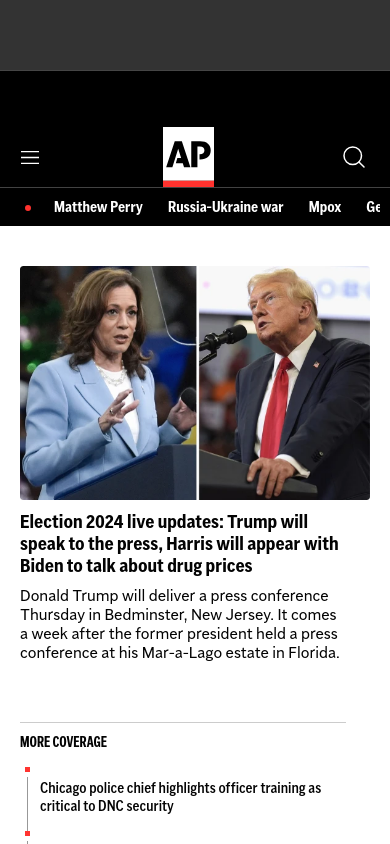 AP
Matthew Perry Russia-Ukraine war Mpox Ge
Election 2024 live updates: Trump will
speak to the press, Harris will appear with
Biden to talk about drug prices
Donald Trump will deliver a press conference
Thursday in Bedminster, New Jersey. It comes
a week after the former president held a press
conference at his Mar-a-Lago estate in Florida.
MORE COVERAGE
Chicago police chief highlights officer training as
critical to DNC security